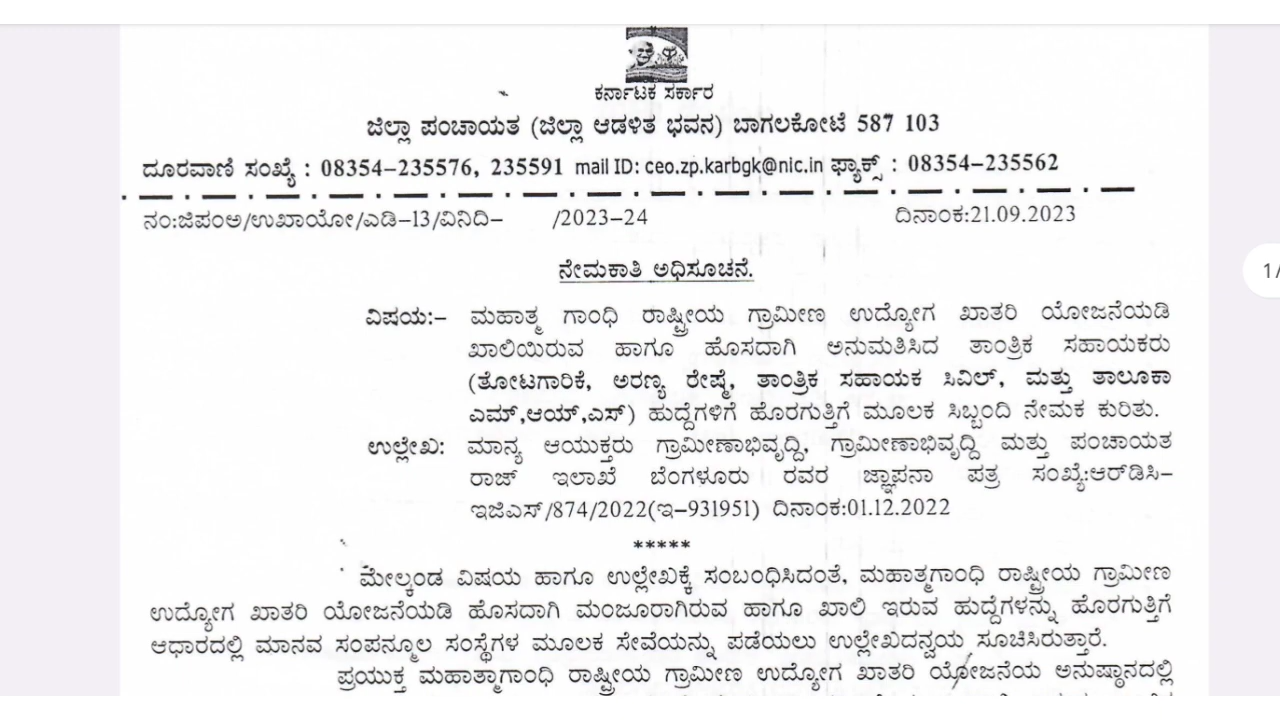 ಕರ್ನಾಟಕ ಸರ್ಕಾರ
ಜಿಲ್ಲಾ ಪಂಚಾಯತ (ಜಿಲ್ಲಾ ಆಡಳಿತ ಭವನ) ಬಾಗಲಕೋಟೆ 587 103
ದೂರವಾಣಿ ಸಂಖ್ಯೆ : 08354-235576, 235591 mail ID: ceo.zp.karbgk@nic.in ಫ್ಯಾಕ್ಸ್ : 08354-235562
ನಂ:ಜಿಪಂಅ/ಉಖಾಯೋ/ಎಡಿ-13/ವಿನಿದಿ- /2023-24 ದಿನಾಂಕ:21.09.2023
ನೇಮಕಾತಿ ಅಧಿಸೂಚನೆ.
ವಿಷಯ:- ಮಹಾತ್ಮ ಗಾಂಧಿ ರಾಷ್ಟ್ರೀಯ ಗ್ರಾಮೀಣ ಉದ್ಯೋಗ ಖಾತರಿ ಯೋಜನೆಯಡಿ
ಖಾಲಿಯಿರುವ ಹಾಗೂ ಹೊಸದಾಗಿ ಅನುಮತಿಸಿದ ತಾಂತ್ರಿಕ ಸಹಾಯಕರು
(ತೋಟಗಾರಿಕೆ, ಅರಣ್ಯ ರೇಷ್ಮೆ, ತಾಂತ್ರಿಕ ಸಹಾಯಕ ಸಿವಿಲ್, ಮತ್ತು ತಾಲೂಕಾ
ಎಮ್,ಆಯ್,ಎಸ್) ಹುದ್ದೆಗಳಿಗೆ ಹೊರಗುತ್ತಿಗೆ ಮೂಲಕ ಸಿಬ್ಬಂದಿ ನೇಮಕ ಕುರಿತು.
ಉಲ್ಲೇಖ: ಮಾನ್ಯ ಆಯುಕ್ತರು ಗ್ರಾಮೀಣಾಭಿವೃದ್ದಿ, ಗ್ರಾಮೀಣಾಭಿವೃದ್ದಿ ಮತ್ತು ಪಂಚಾಯತ
ರಾಜ್ ಇಲಾಖೆ ಬೆಂಗಳೂರು ರವರ ಜ್ಞಾಪನಾ ಪತ್ರ ಸಂಖ್ಯೆ:ಆರ್‌ಡಿಸಿ-
ಇಜಿಎಸ್/874/2022(ಇ-931951) ದಿನಾಂಕ:01.12.2022
*****
ಮೇಲ್ಕಂಡ ವಿಷಯ ಹಾಗೂ ಉಲ್ಲೇಖಕ್ಕೆ ಸಂಬಂಧಿಸಿದಂತೆ, ಮಹಾತ್ಮಗಾಂಧಿ ರಾಷ್ಟ್ರೀಯ ಗ್ರಾಮೀಣ
ಉದ್ಯೋಗ ಖಾತರಿ ಯೋಜನೆಯಡಿ ಹೊಸದಾಗಿ ಮಂಜೂರಾಗಿರುವ ಹಾಗೂ ಖಾಲಿ ಇರುವ ಹುದ್ದೆಗಳನ್ನು ಹೊರಗುತ್ತಿಗೆ
ಆಧಾರದಲ್ಲಿ ಮಾನವ ಸಂಪನ್ಮೂಲ ಸಂಸ್ಥೆಗಳ ಮೂಲಕ ಸೇವೆಯನ್ನು ಪಡೆಯಲು ಉಲ್ಲೇಖದನ್ವಯ ಸೂಚಿಸಿರುತ್ತಾರೆ.
ಪ್ರಯುಕ್ತ ಮಹಾತ್ಮಾಗಾಂಧಿ ರಾಷ್ಟ್ರೀಯ ಗ್ರಾಮೀಣ ಉದ್ಯೋಗ ಖಾತರಿ ಯೋಜನೆಯ ಅನುಷ್ಠಾನದಲ್ಲಿ
1/